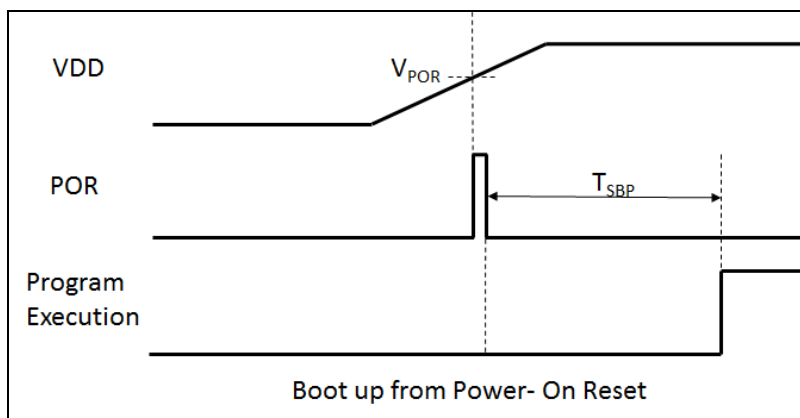 VDD
VPOR
POR
TSBP
Program
Execution
Boot up from Power- On Reset